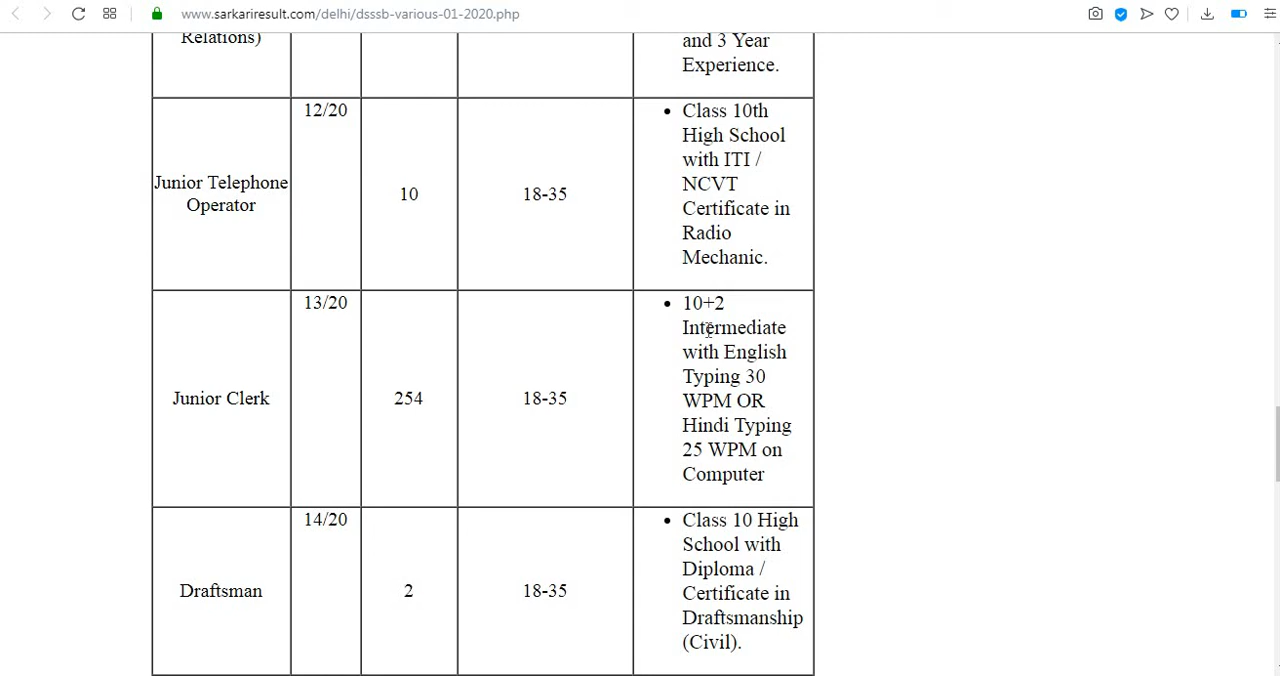 www.sarkariresult.com/delhi/dsssb-various-01-2020.php
Relations)
and 3 Year
Experience.
Junior Telephone
Operator
12/20
10
18-35
• Class 10th
High School
with ITI /
NCVT
Certificate in
Radio
Mechanic.
Junior Clerk
13/20
254
18-35
• 10+2
Intermediate
with English
Typing 30
WPM OR
Hindi Typing
25 WPM on
Computer
Draftsman
14/20
2
18-35
• Class 10 High
School with
Diploma /
Certificate in
Draftsmanship
(Civil).